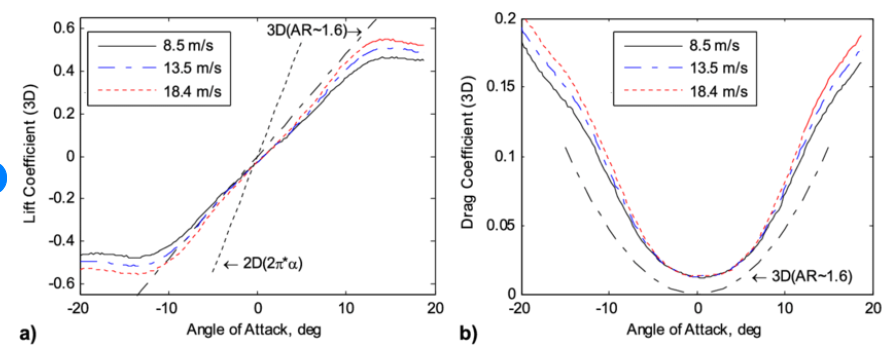 0.6
0.4
0.2
0
-0.2
-0.4
-0.6
Lift Coefficient (3D)
8.5 m/s
13.5 m/s
18.4 m/s
3D(AR~1.6)→
← 2D(2π*α)
-20 -10 0 10 20
Angle of Attack, deg
a)
0.2
0.15
0.1
0.05
0
Drag Coefficient (3D)
8.5 m/s
13.5 m/s
18.4 m/s
← 3D(AR~1.6)
-20 -10 0 10 20
Angle of Attack, deg
b)